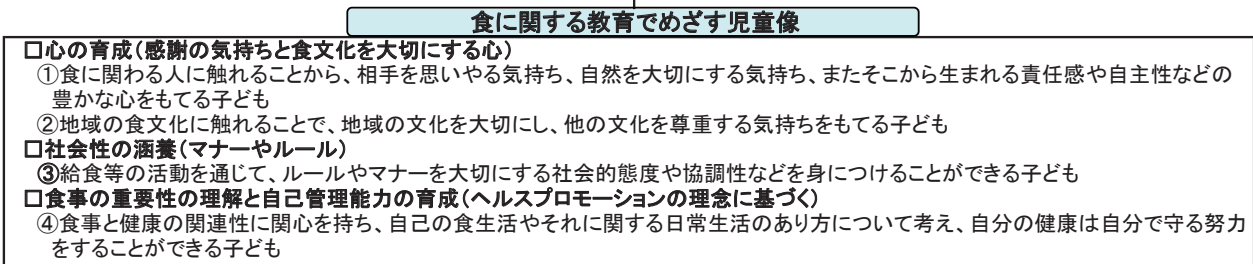 食に関する教育でめざす児童像
□心の育成(感謝の気持ちと食文化を大切にする心)
①食に関わる人に触れることから、相手を思いやる気持ち、自然を大切にする気持ち、またそこから生まれる責任感や自主性などの
豊かな心をもてる子ども
②地域の食文化に触れることで、地域の文化を大切にし、他の文化を尊重する気持ちをもてる子ども
□社会性の涵養(マナーやルール)
③給食等の活動を通じて、ルールやマナーを大切にする社会的態度や協調性などを身につけることができる子ども
□食事の重要性の理解と自己管理能力の育成(ヘルスプロモーションの理念に基づく)
④食事と健康の関連性に関心を持ち、自己の食生活やそれに関する日常生活のあり方について考え、自分の健康は自分で守る努力
をすることができる子ども